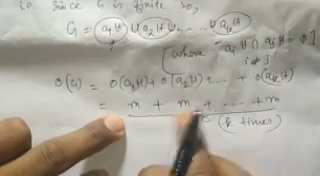 i.e. since G is finite so,
G = a₁H ∪ a₂H ∪ ... ∪ aₖH
[where aᵢH ∩ aⱼH = ∅]
i ≠ j
O(G) = O(a₁H) + O(a₂H) + ... + O(aₖH)
= m + m + ... + m
(k times)